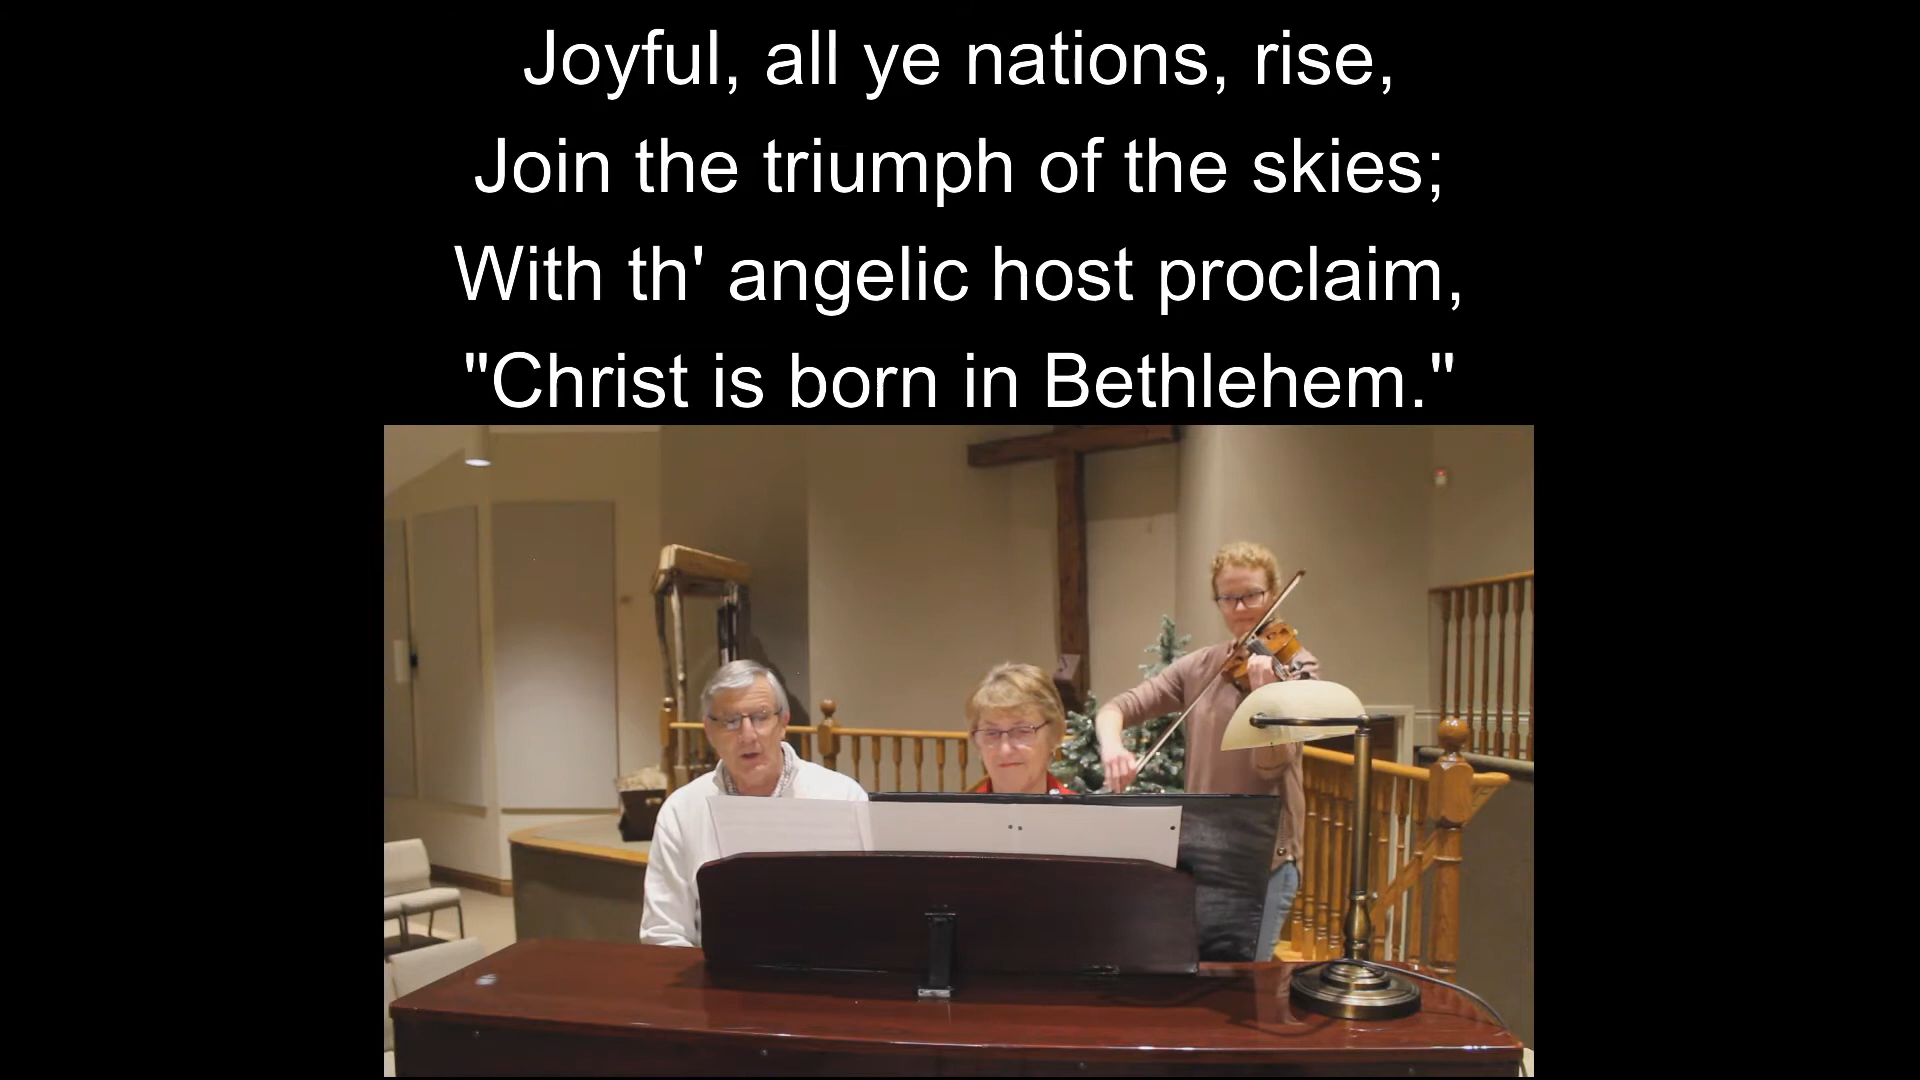 Joyful, all ye nations, rise,
Join the triumph of the skies;
With th' angelic host proclaim,
"Christ is born in Bethlehem."